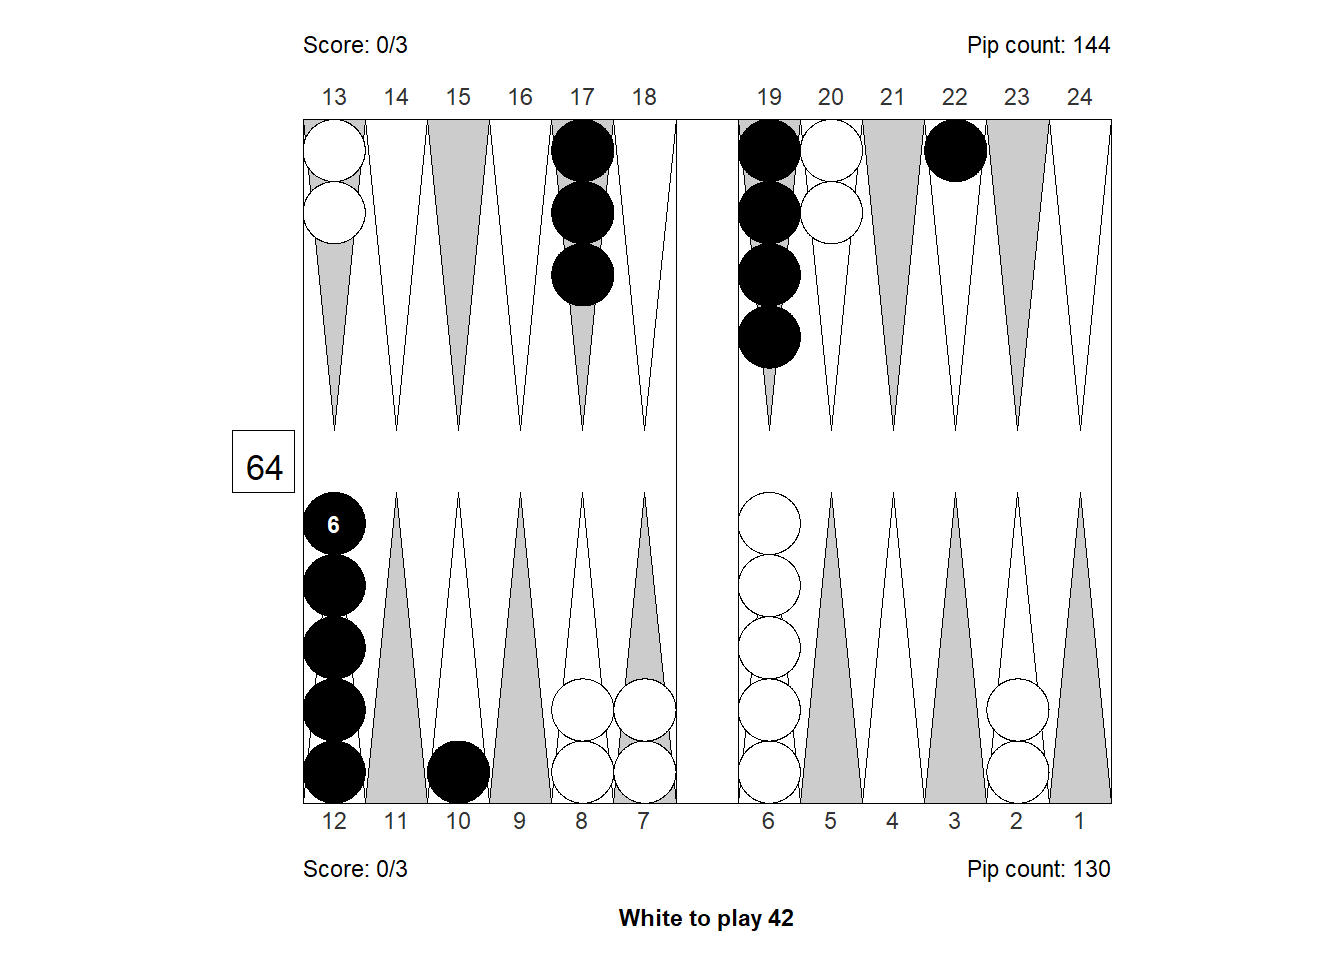 Score: 0/3 Pip count: 144
13 14 15 16 17 18 19 20 21 22 23 24
64
6
12 11 10 9 8 7 6 5 4 3 2 1
Score: 0/3 Pip count: 130
White to play 42